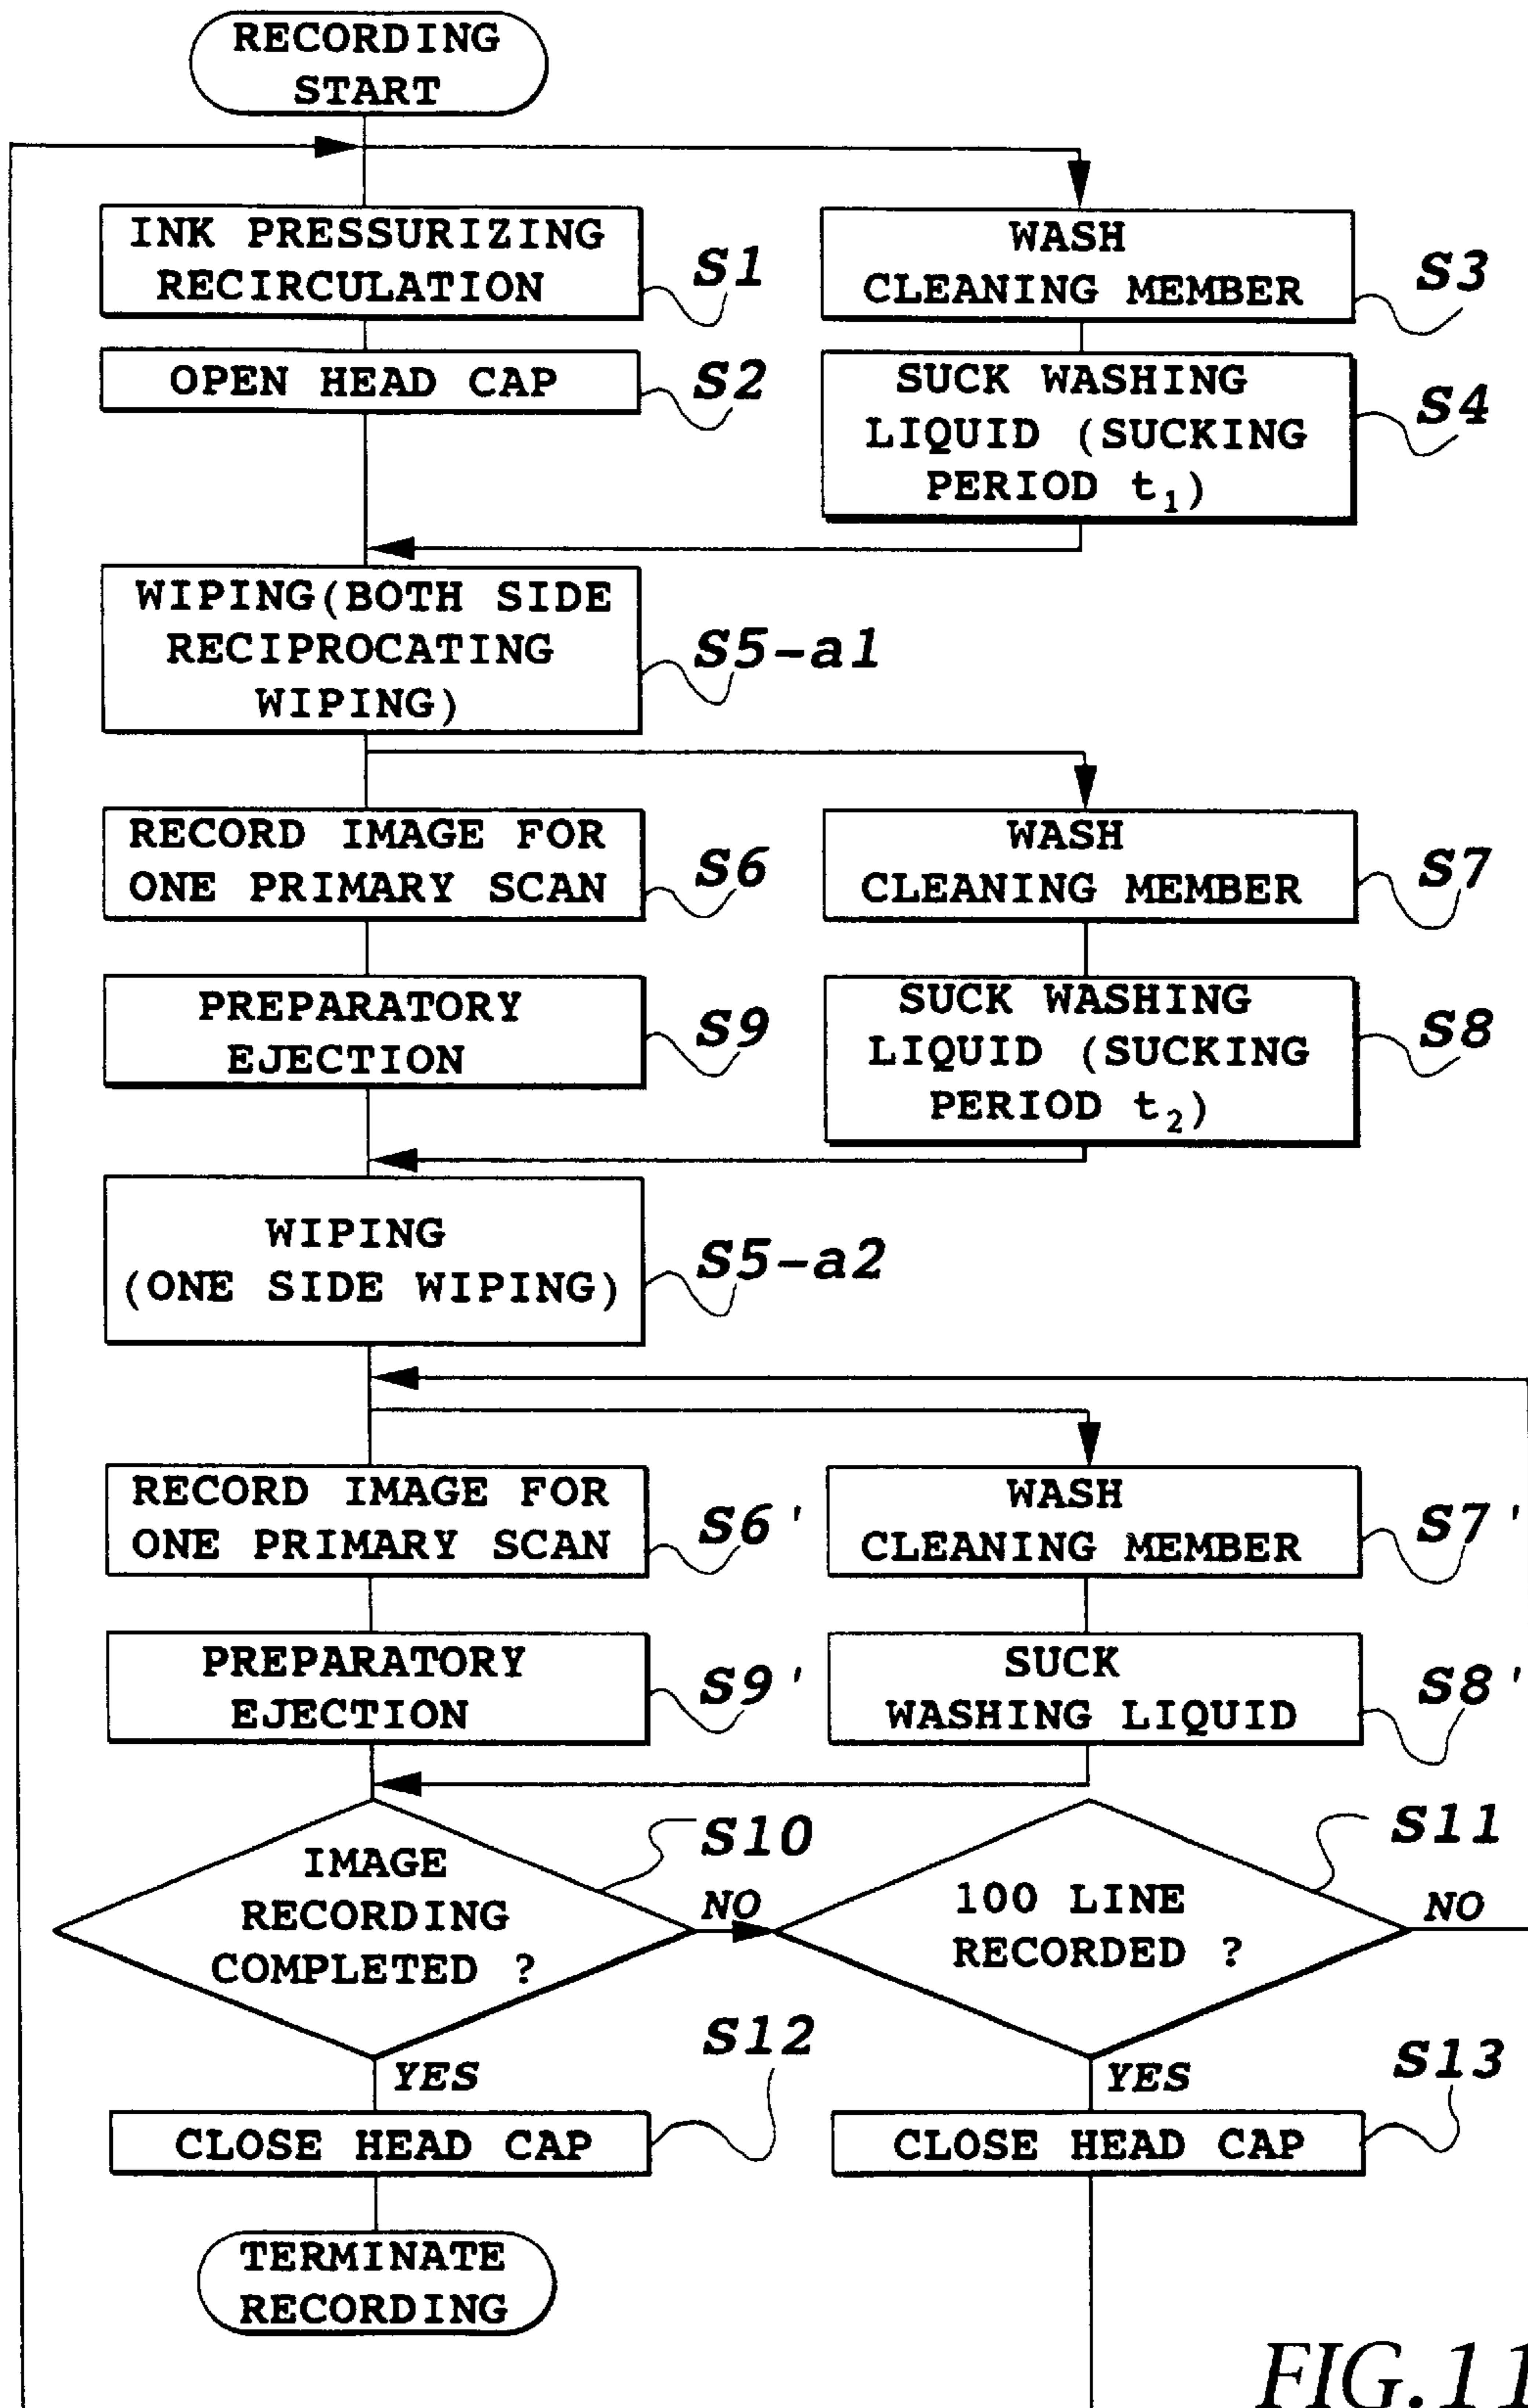 RECORDING
START
INK PRESSURIZING
RECIRCULATION
S1
WASH
CLEANING MEMBER
S3
OPEN HEAD CAP
S2
SUCK WASHING
LIQUID (SUCKING
PERIOD t₁)
S4
WIPING(BOTH SIDE
RECIPROCATING
WIPING)
S5-a1
RECORD IMAGE FOR
ONE PRIMARY SCAN
S6
WASH
CLEANING MEMBER
S7
PREPARATORY
EJECTION
S9
SUCK WASHING
LIQUID (SUCKING
PERIOD t₂)
S8
WIPING
(ONE SIDE WIPING)
S5-a2
RECORD IMAGE FOR
ONE PRIMARY SCAN
S6'
WASH
CLEANING MEMBER
S7'
PREPARATORY
EJECTION
S9'
SUCK
WASHING LIQUID
S8'
IMAGE
RECORDING
COMPLETED ?
S10
NO
100 LINE
RECORDED ?
S11
NO
YES
S12
CLOSE HEAD CAP
YES
S13
CLOSE HEAD CAP
TERMINATE
RECORDING
FIG.11